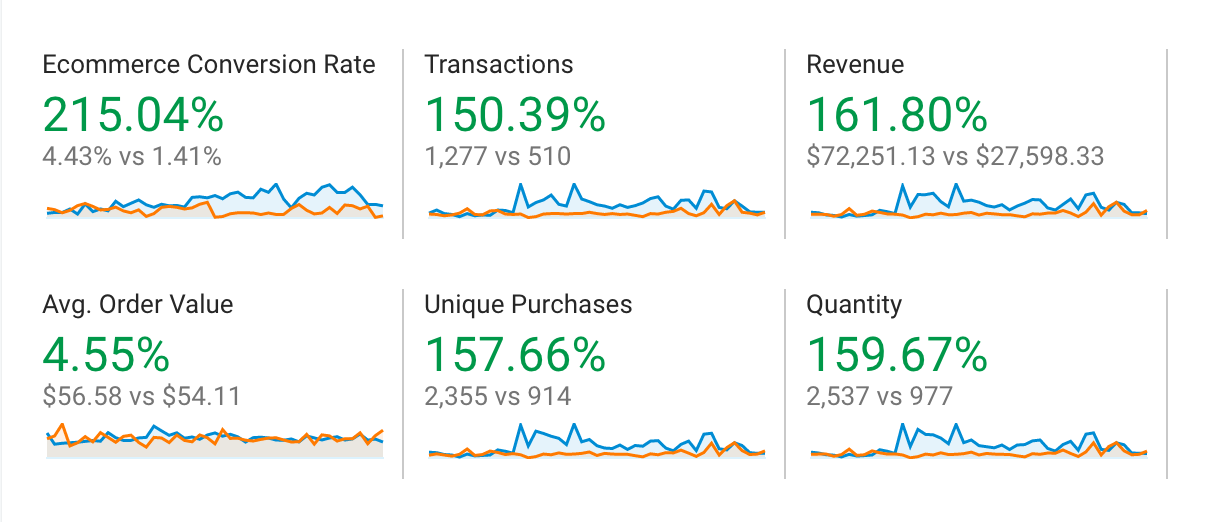 Ecommerce Conversion Rate
215.04%
4.43% vs 1.41%
Transactions
150.39%
1,277 vs 510
Revenue
161.80%
$72,251.13 vs $27,598.33
Avg. Order Value
4.55%
$56.58 vs $54.11
Unique Purchases
157.66%
2,355 vs 914
Quantity
159.67%
2,537 vs 977